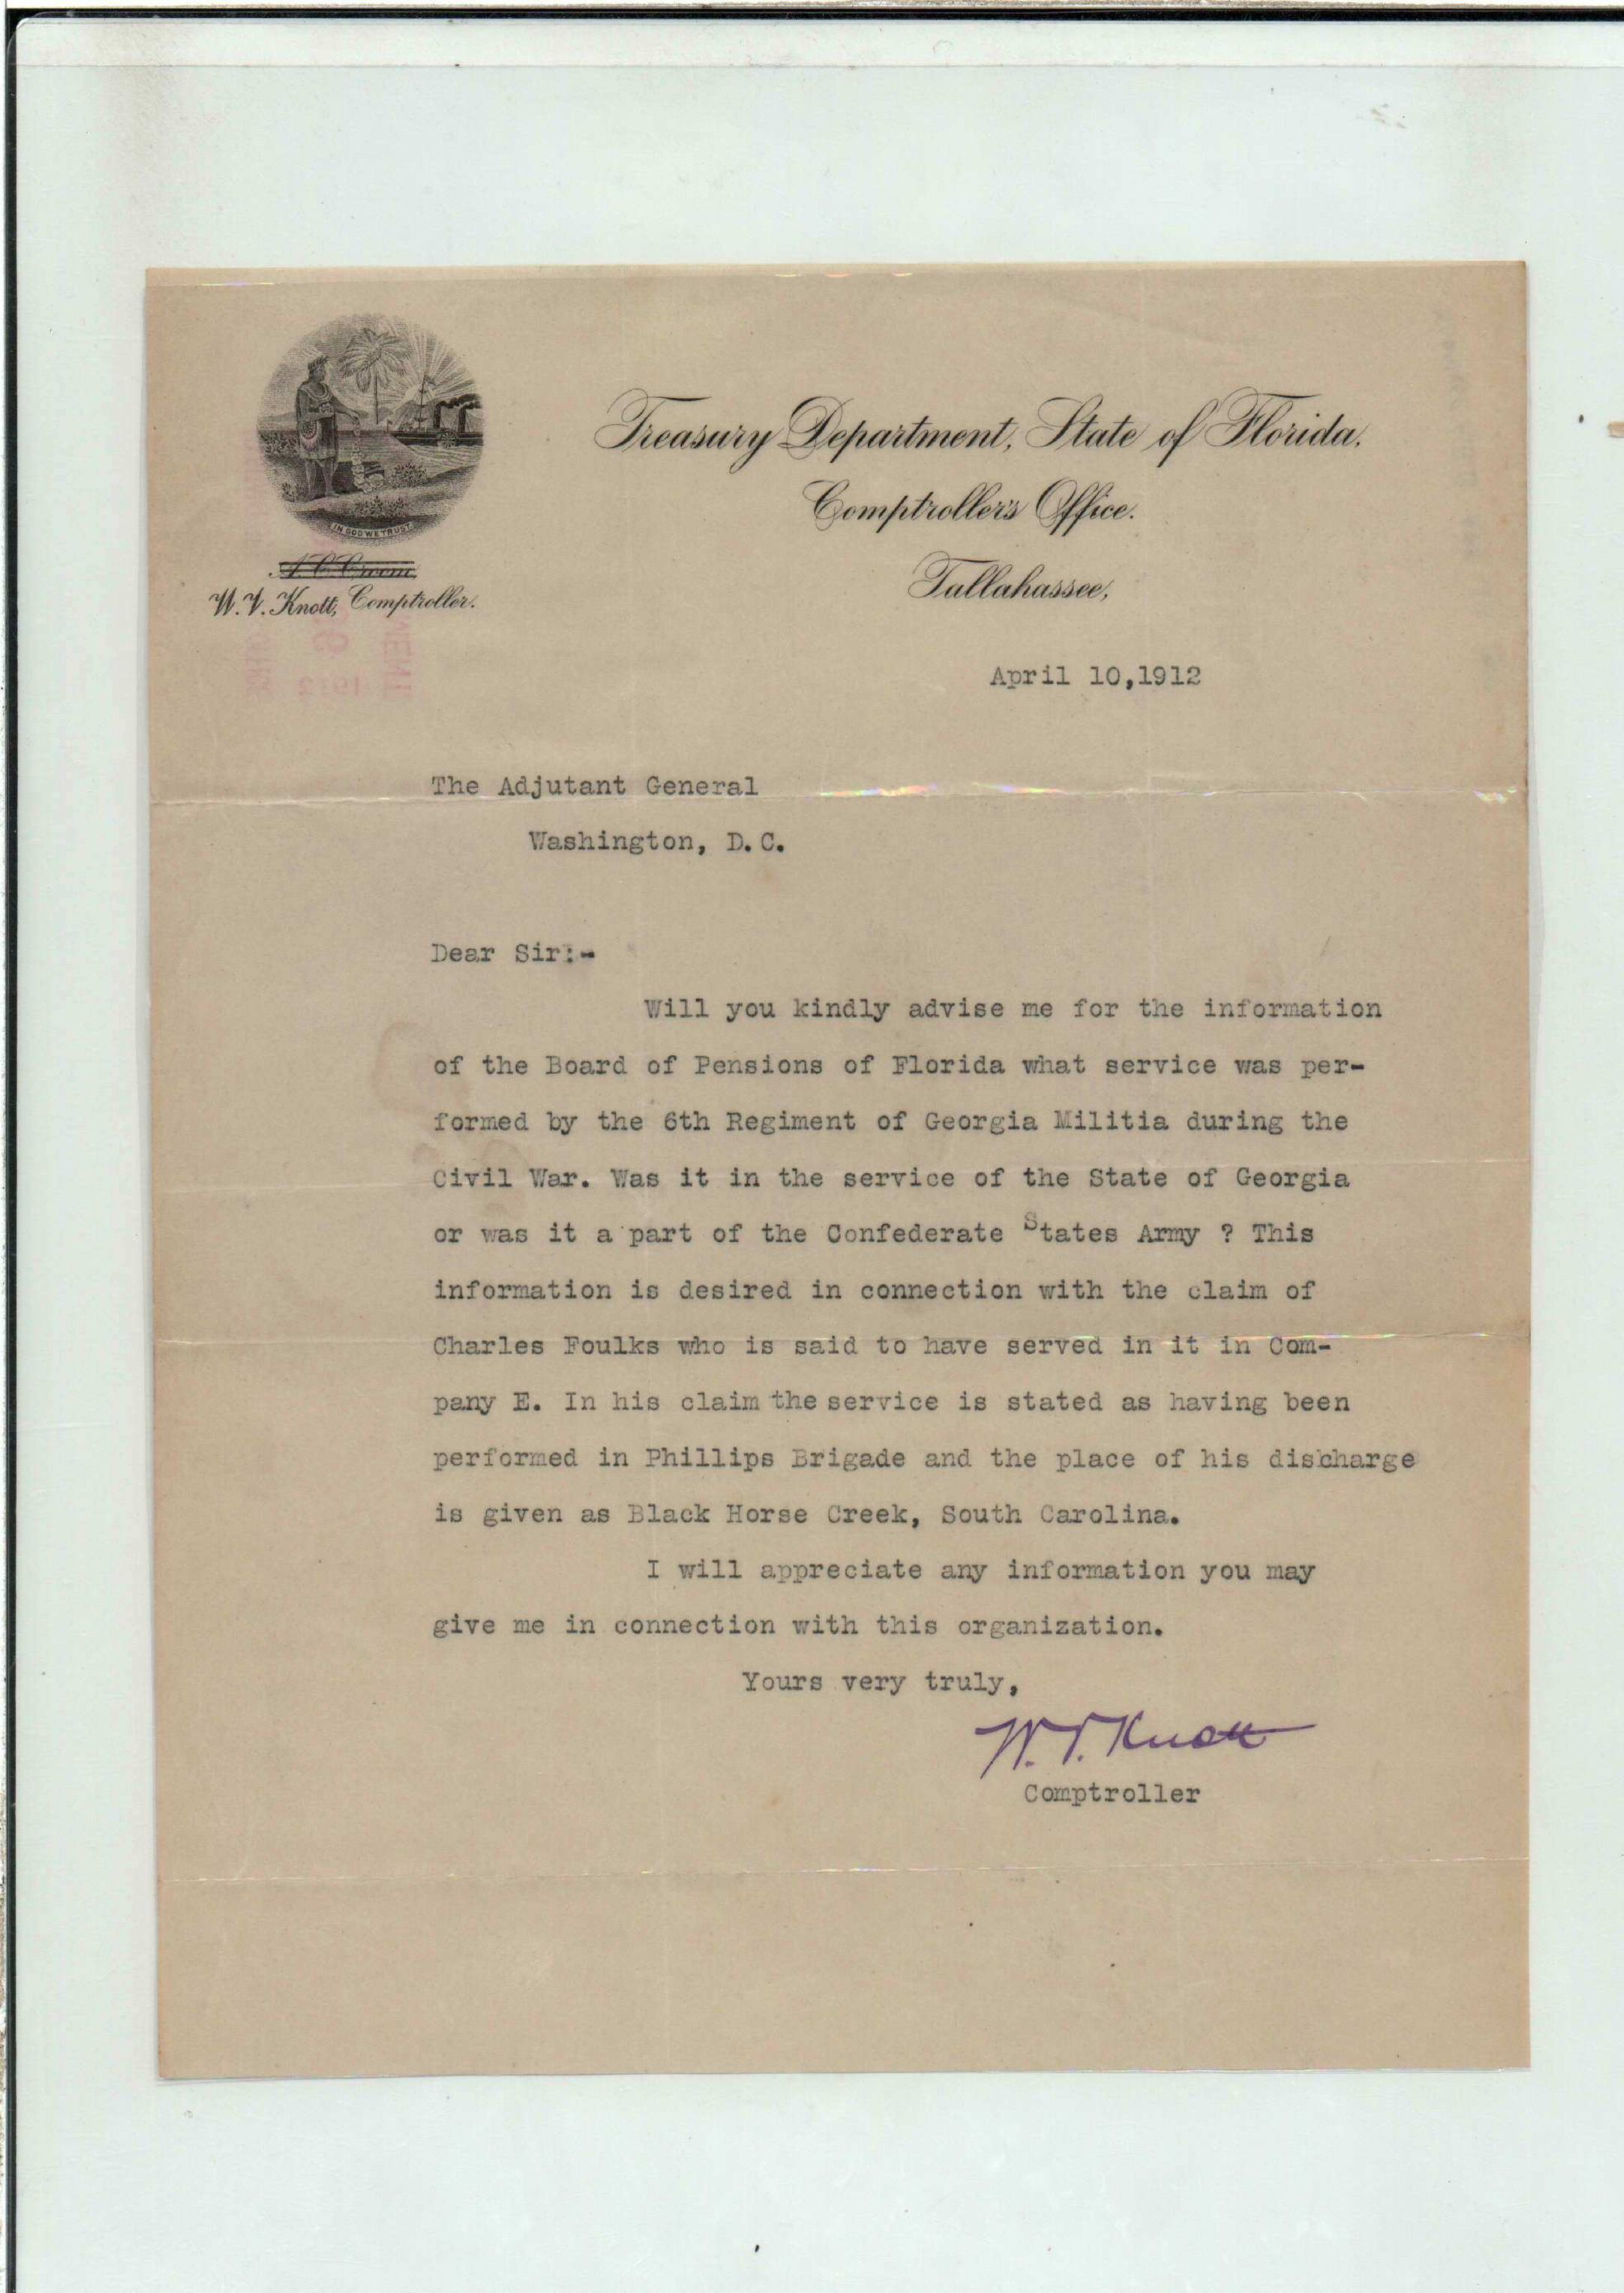 IN GOD WE TRUST
A C Croom
W. V. Knott, Comptroller.
Treasury Department, State of Florida.
Comptroller's Office.
Tallahassee,
April 10,1912
The Adjutant General
Washington, D.C.
Dear Sir:-
Will you kindly advise me for the information
of the Board of Pensions of Florida what service was per-
formed by the 6th Regiment of Georgia Militia during the
Civil War. Was it in the service of the State of Georgia
or was it a part of the Confederate States Army ? This
information is desired in connection with the claim of
Charles Foulks who is said to have served in it in Com-
pany E. In his claim the service is stated as having been
performed in Phillips Brigade and the place of his discharge
is given as Black Horse Creek, South Carolina.
I will appreciate any information you may
give me in connection with this organization.
Yours very truly,
W. V. Knott
Comptroller
1912